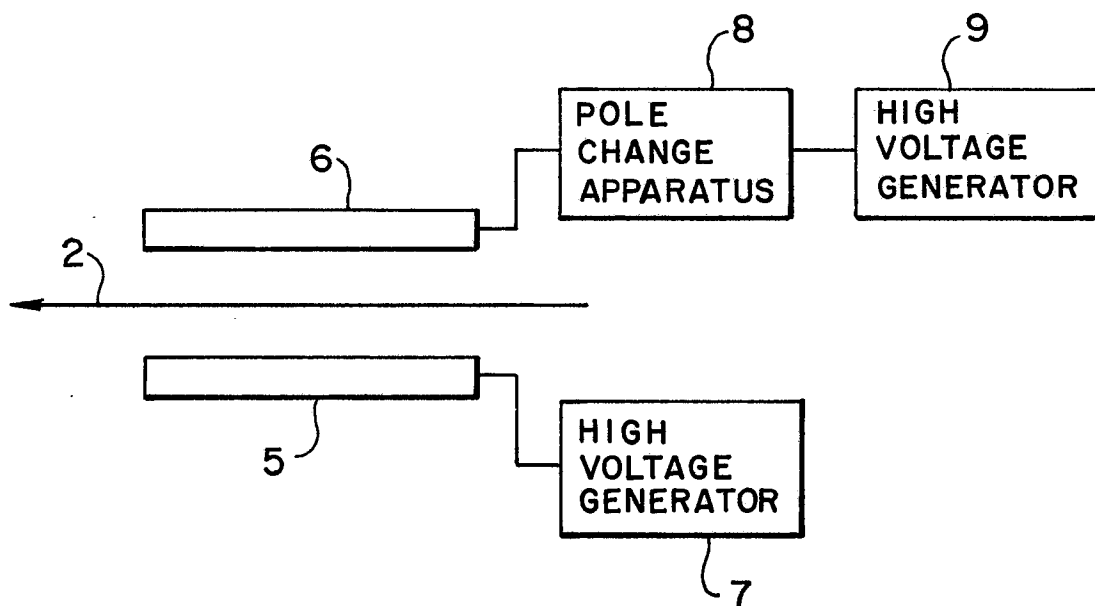 8
9
POLE
CHANGE
APPARATUS
HIGH
VOLTAGE
GENERATOR
6
2
5
HIGH
VOLTAGE
GENERATOR
7